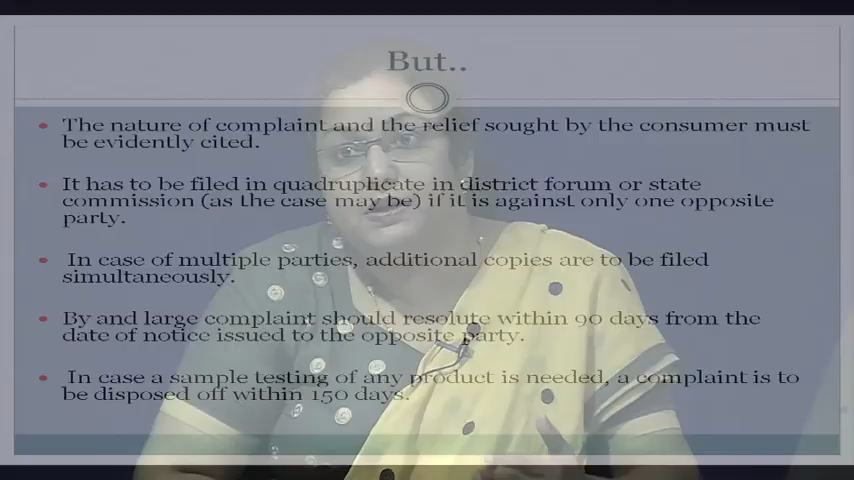 But..
The nature of complaint and the relief sought by the consumer must
be evidently cited.
It has to be filed in quadruplicate in district forum or state
commission (as the case may be) if it is against only one opposite
party.
In case of multiple parties, additional copies are to be filed
simultaneously.
By and large complaint should resolute within 90 days from the
date of notice issued to the opposite party.
In case a sample testing of any product is needed, a complaint is to
be disposed off within 150 days.